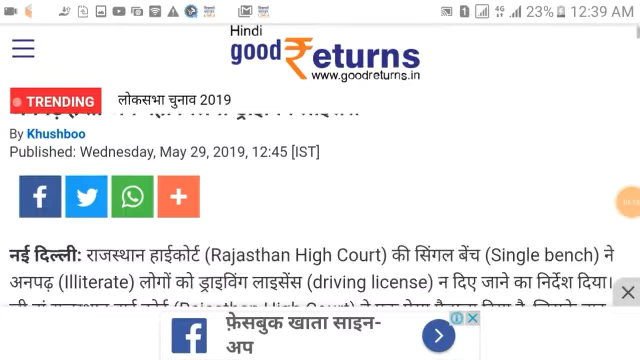 4G 23% 12:39 AM
Hindi
goodreturns
www.goodreturns.in
TRENDING लोकसभा चुनाव 2019
By Khushboo
Published: Wednesday, May 29, 2019, 12:45 [IST]
नई दिल्ली: राजस्थान हाईकोर्ट (Rajasthan High Court) की सिंगल बेंच (Single bench) ने
अनपढ़ (Illiterate) लोगों को ड्राइविंग लाइसेंस (driving license) न दिए जाने का निर्देश दिया।
फ़ेसबुक खाता साइन-
अप